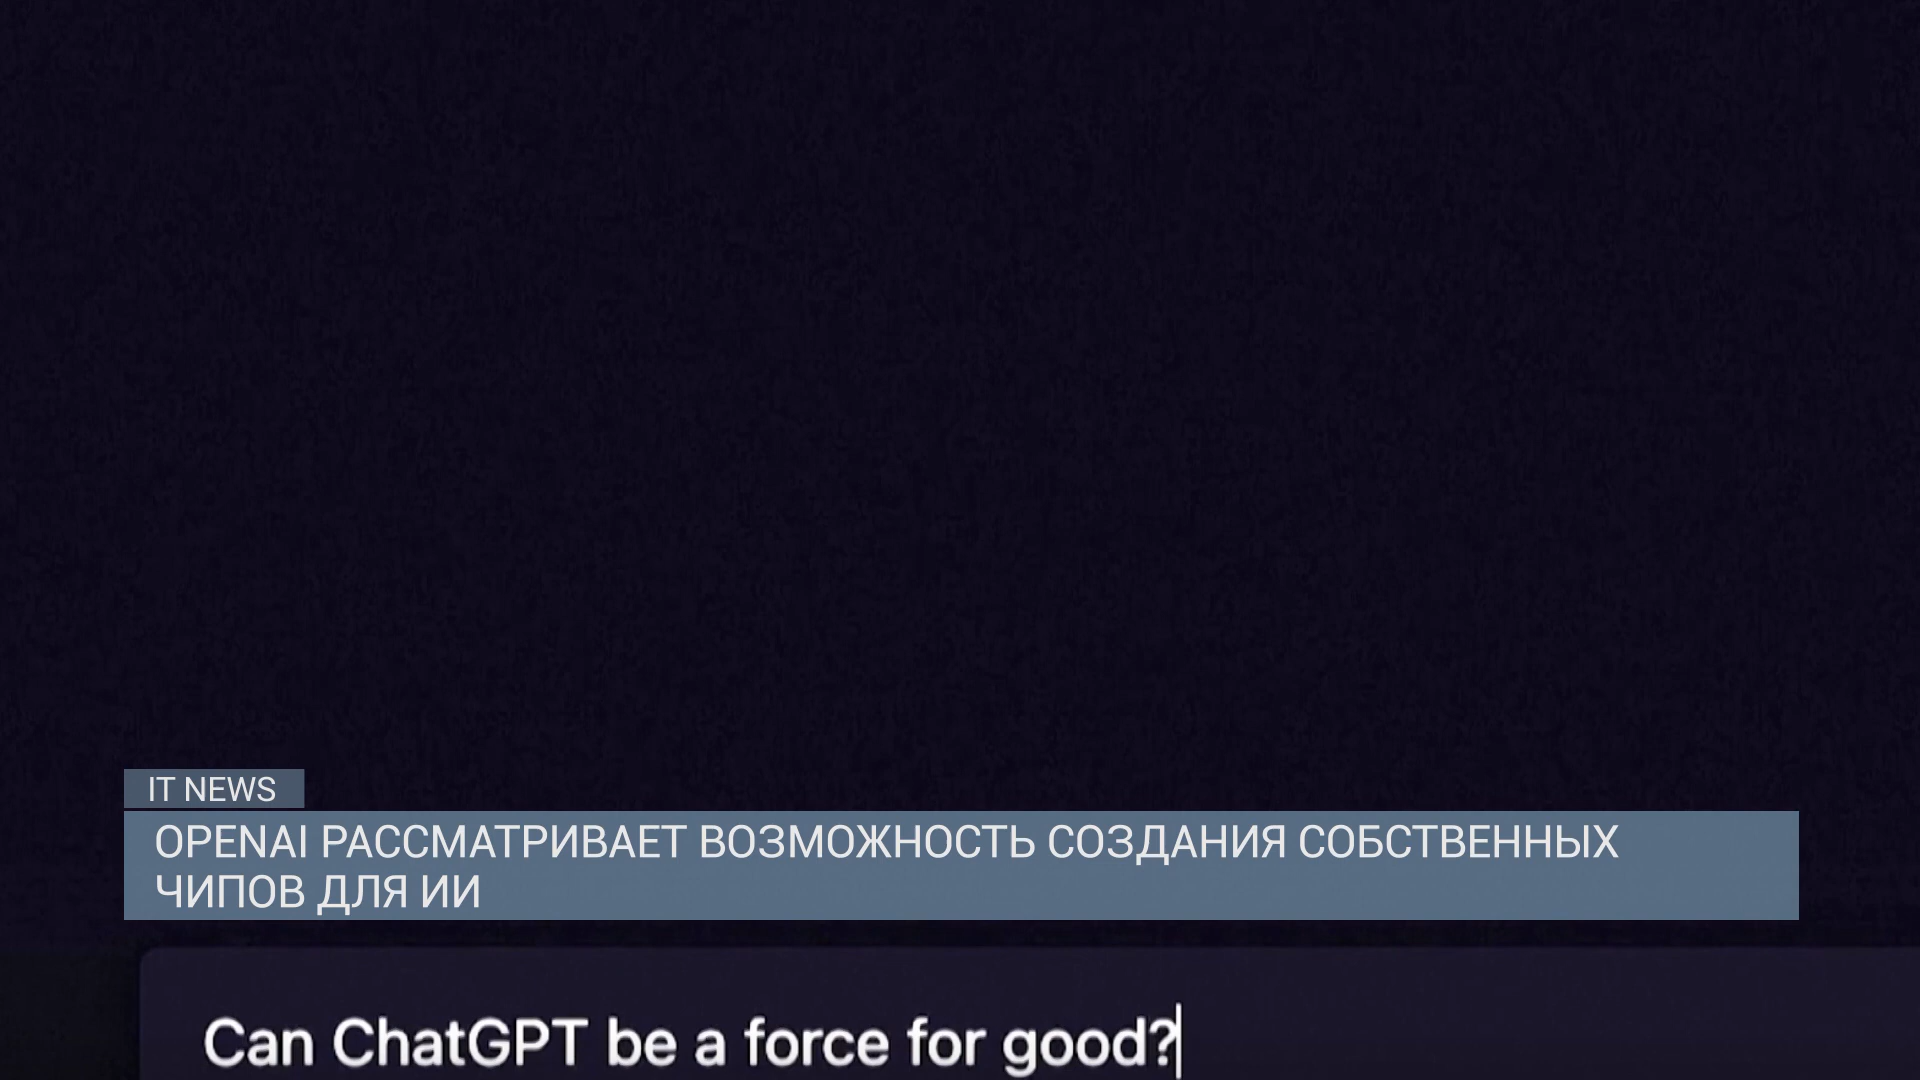 IT NEWS
OPENAI РАССМАТРИВАЕТ ВОЗМОЖНОСТЬ СОЗДАНИЯ СОБСТВЕННЫХ
ЧИПОВ ДЛЯ ИИ
Can ChatGPT be a force for good?